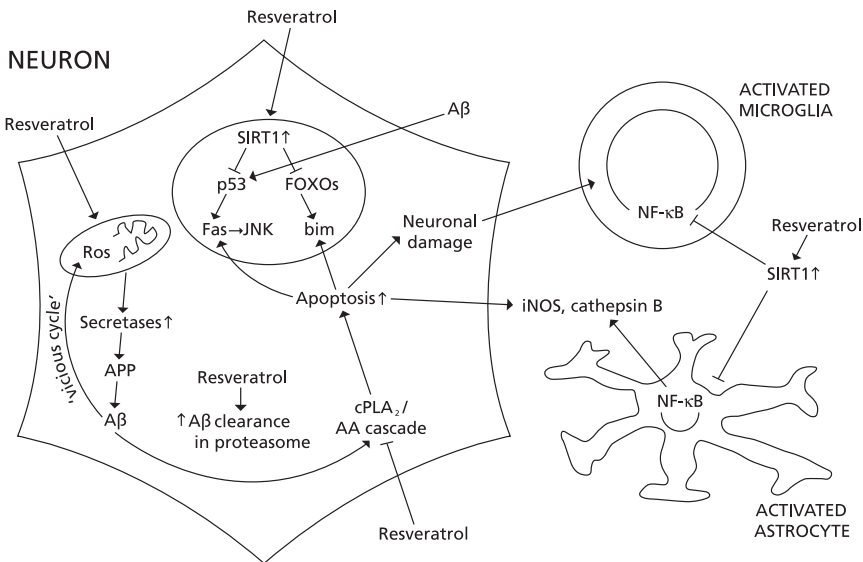 Resveratrol
NEURON
ACTIVATED
MICROGLIA
Aβ
Resveratrol
SIRT1↑
p53
FOXOs
NF-κB
Neuronal
damage
Resveratrol
Fas→JNK
bim
Ros
SIRT1↑
Apoptosis↑
iNOS, cathepsin B
Secretases↑
'vicious cycle'
APP
Resveratrol
cPLA₂/
AA cascade
NF-κB
Aβ
↑Aβ clearance
in proteasome
ACTIVATED
ASTROCYTE
Resveratrol